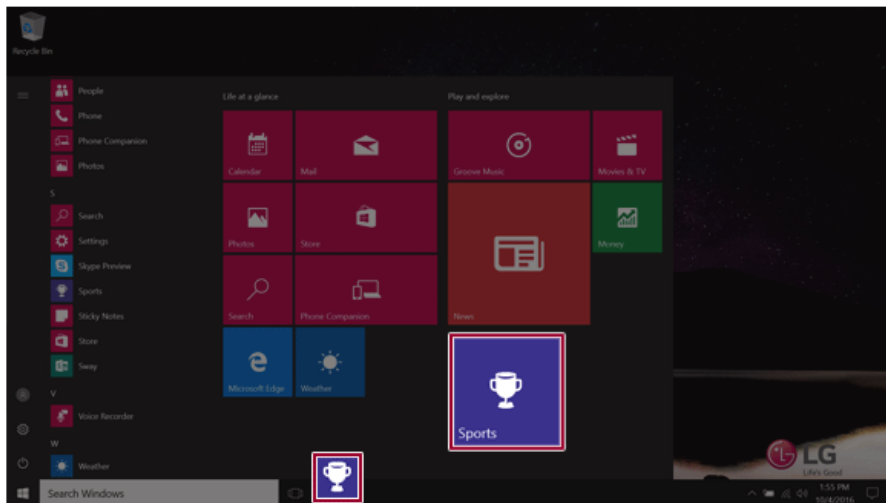 Recycle Bin
People
Phone
Phone Companion
Photos
S
Search
Settings
Skype Preview
Sports
Sticky Notes
Store
Sway
V
Voice Recorder
W
Weather
Life at a glance
Calendar
Mail
Photos
Store
Search
Phone Companion
Microsoft Edge
Weather
Play and explore
Groove Music
Movies & TV
News
Money
Sports
LG
Life's Good
Search Windows
1:55 PM
10/4/2016